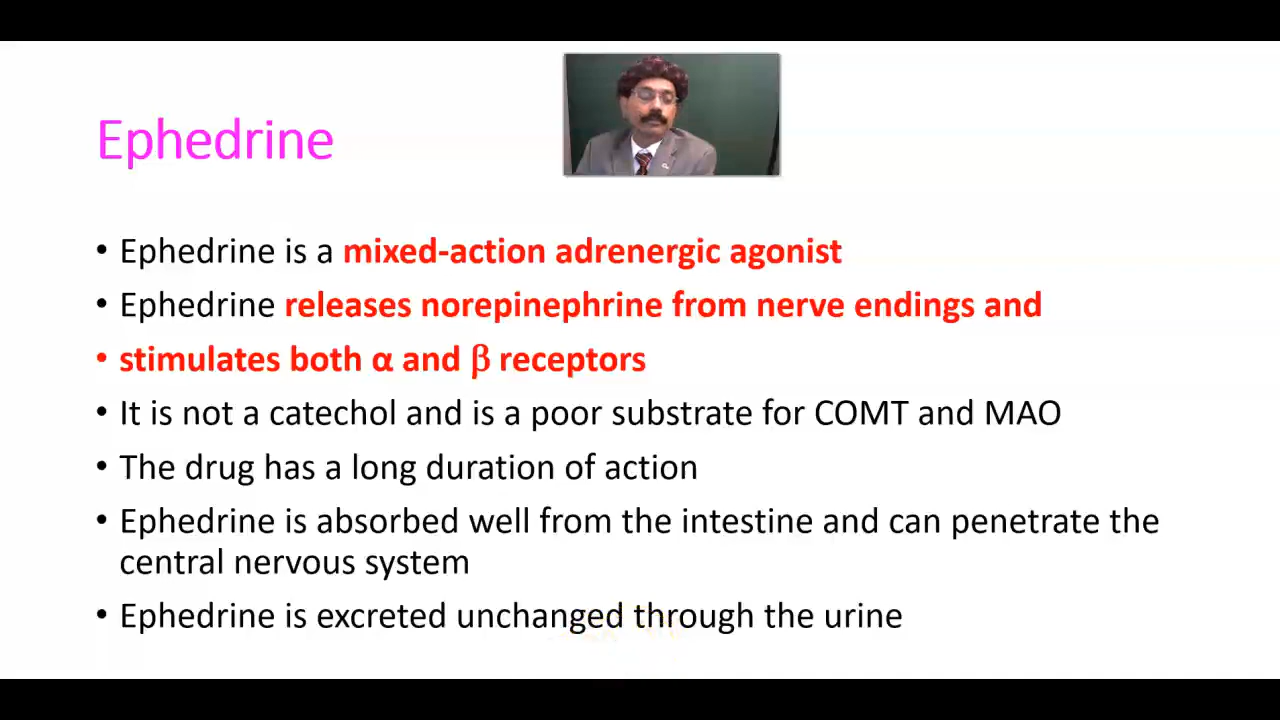 Ephedrine
• Ephedrine is a mixed-action adrenergic agonist
• Ephedrine releases norepinephrine from nerve endings and
• stimulates both α and β receptors
• It is not a catechol and is a poor substrate for COMT and MAO
• The drug has a long duration of action
• Ephedrine is absorbed well from the intestine and can penetrate the
central nervous system
• Ephedrine is excreted unchanged through the urine